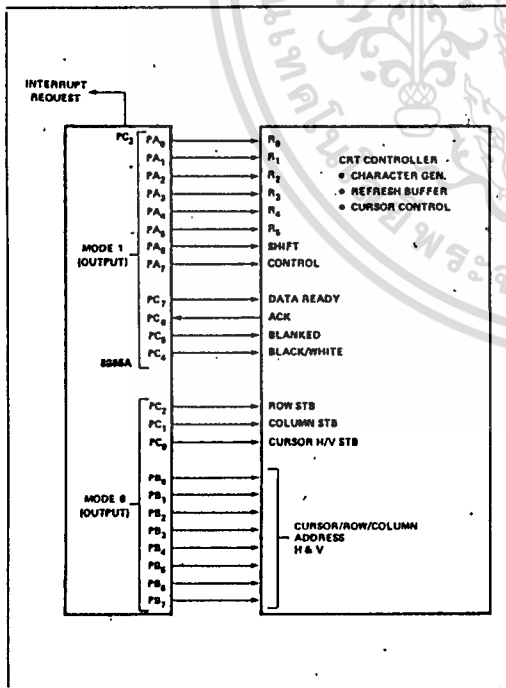 INTERRUPT
REQUEST
PC3
PA0
R0
PA1
R1
PA2
R2
PA3
R3
PA4
R4
PA5
R5
PA6
SHIFT
PA7
CONTROL
CRT CONTROLLER
• CHARACTER GEN.
• REFRESH BUFFER
• CURSOR CONTROL
MODE 1
(OUTPUT)
PC7
DATA READY
PC6
ACK
PC5
BLANKED
PC4
BLACK/WHITE
8255A
PC2
ROW STB
PC1
COLUMN STB
PC0
CURSOR H/V STB
MODE 0
(OUTPUT)
PB0
PB1
PB2
PB3
PB4
PB5
PB6
PB7
CURSOR/ROW/COLUMN
ADDRESS
H & V